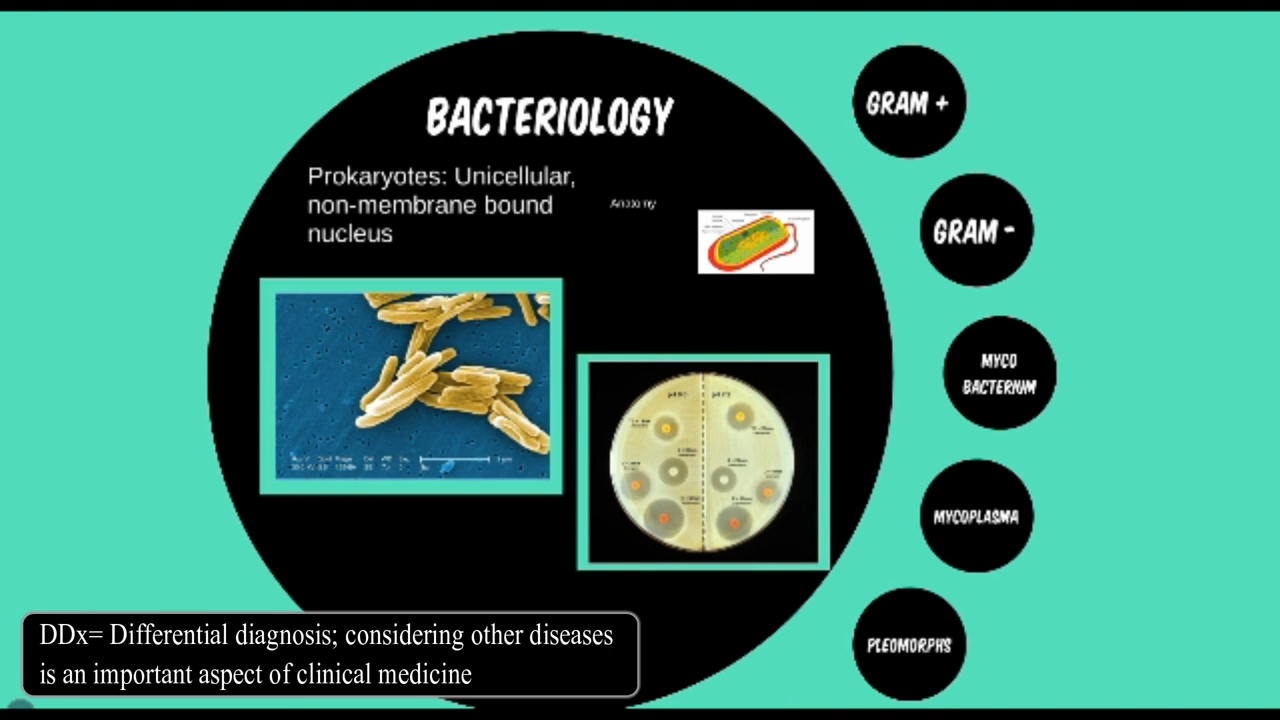 BACTERIOLOGY
Prokaryotes: Unicellular,
non-membrane bound
nucleus
Anatomy
GRAM +
GRAM -
MYCO
BACTERIUM
MYCOPLASMA
PLEOMORPHS
DDx= Differential diagnosis; considering other diseases
is an important aspect of clinical medicine